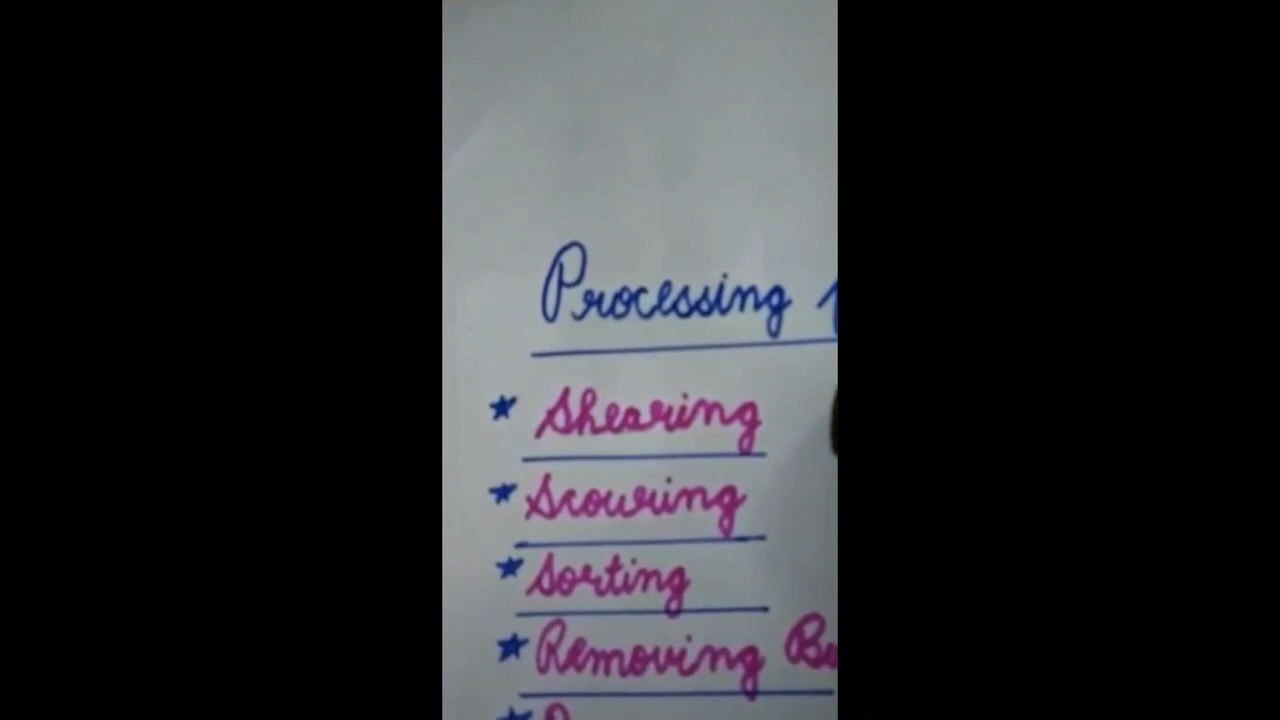 Processing
* Shearing
* Scouring
* Sorting
* Removing